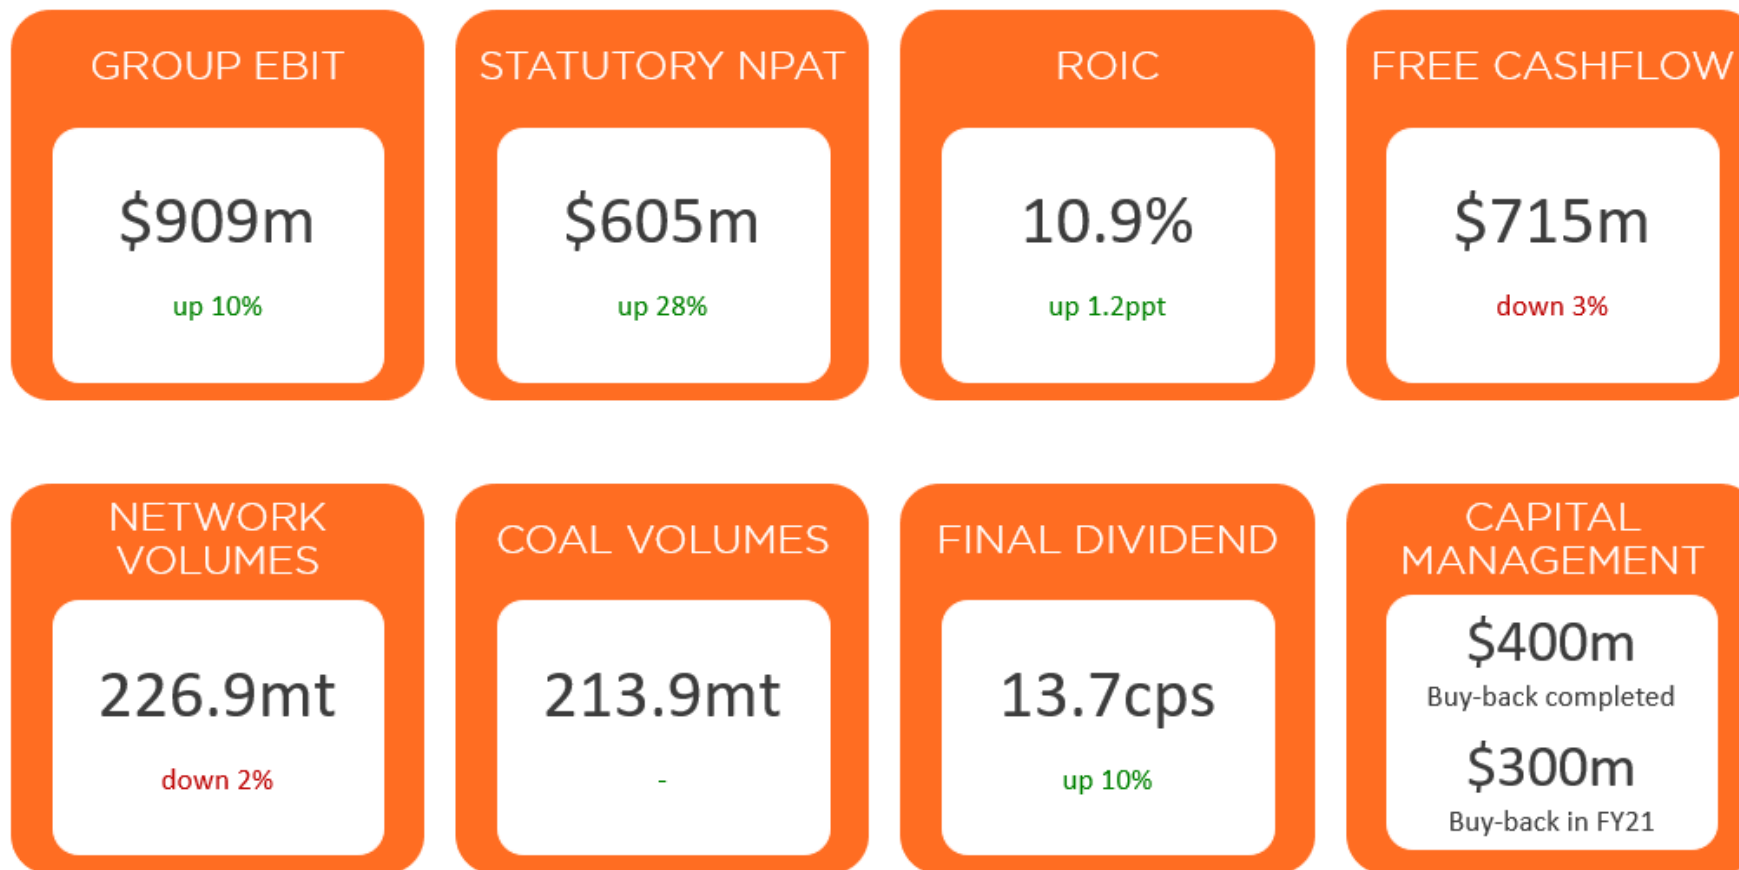 GROUP EBIT
$909m
up 10%
STATUTORY NPAT
$605m
up 28%
ROIC
10.9%
up 1.2ppt
FREE CASHFLOW
$715m
down 3%
NETWORK
VOLUMES
226.9mt
down 2%
COAL VOLUMES
213.9mt
-
FINAL DIVIDEND
13.7cps
up 10%
CAPITAL
MANAGEMENT
$400m
Buy-back completed
$300m
Buy-back in FY21